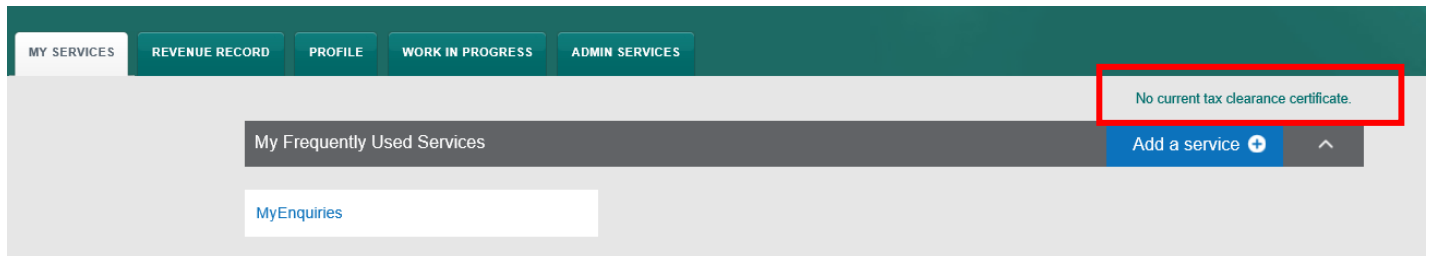 MY SERVICES REVENUE RECORD PROFILE WORK IN PROGRESS ADMIN SERVICES
No current tax clearance certificate.
My Frequently Used Services Add a service
MyEnquiries